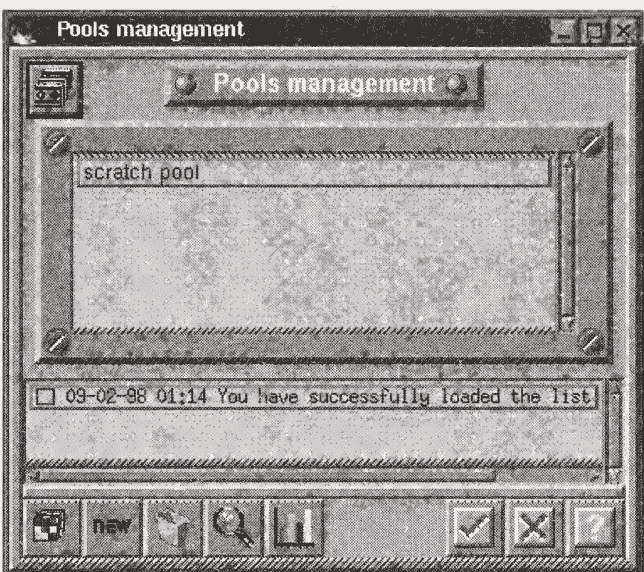 Pools management
Pools management
scratch pool
09-02-98 01:14 You have successfully loaded the list
new
?